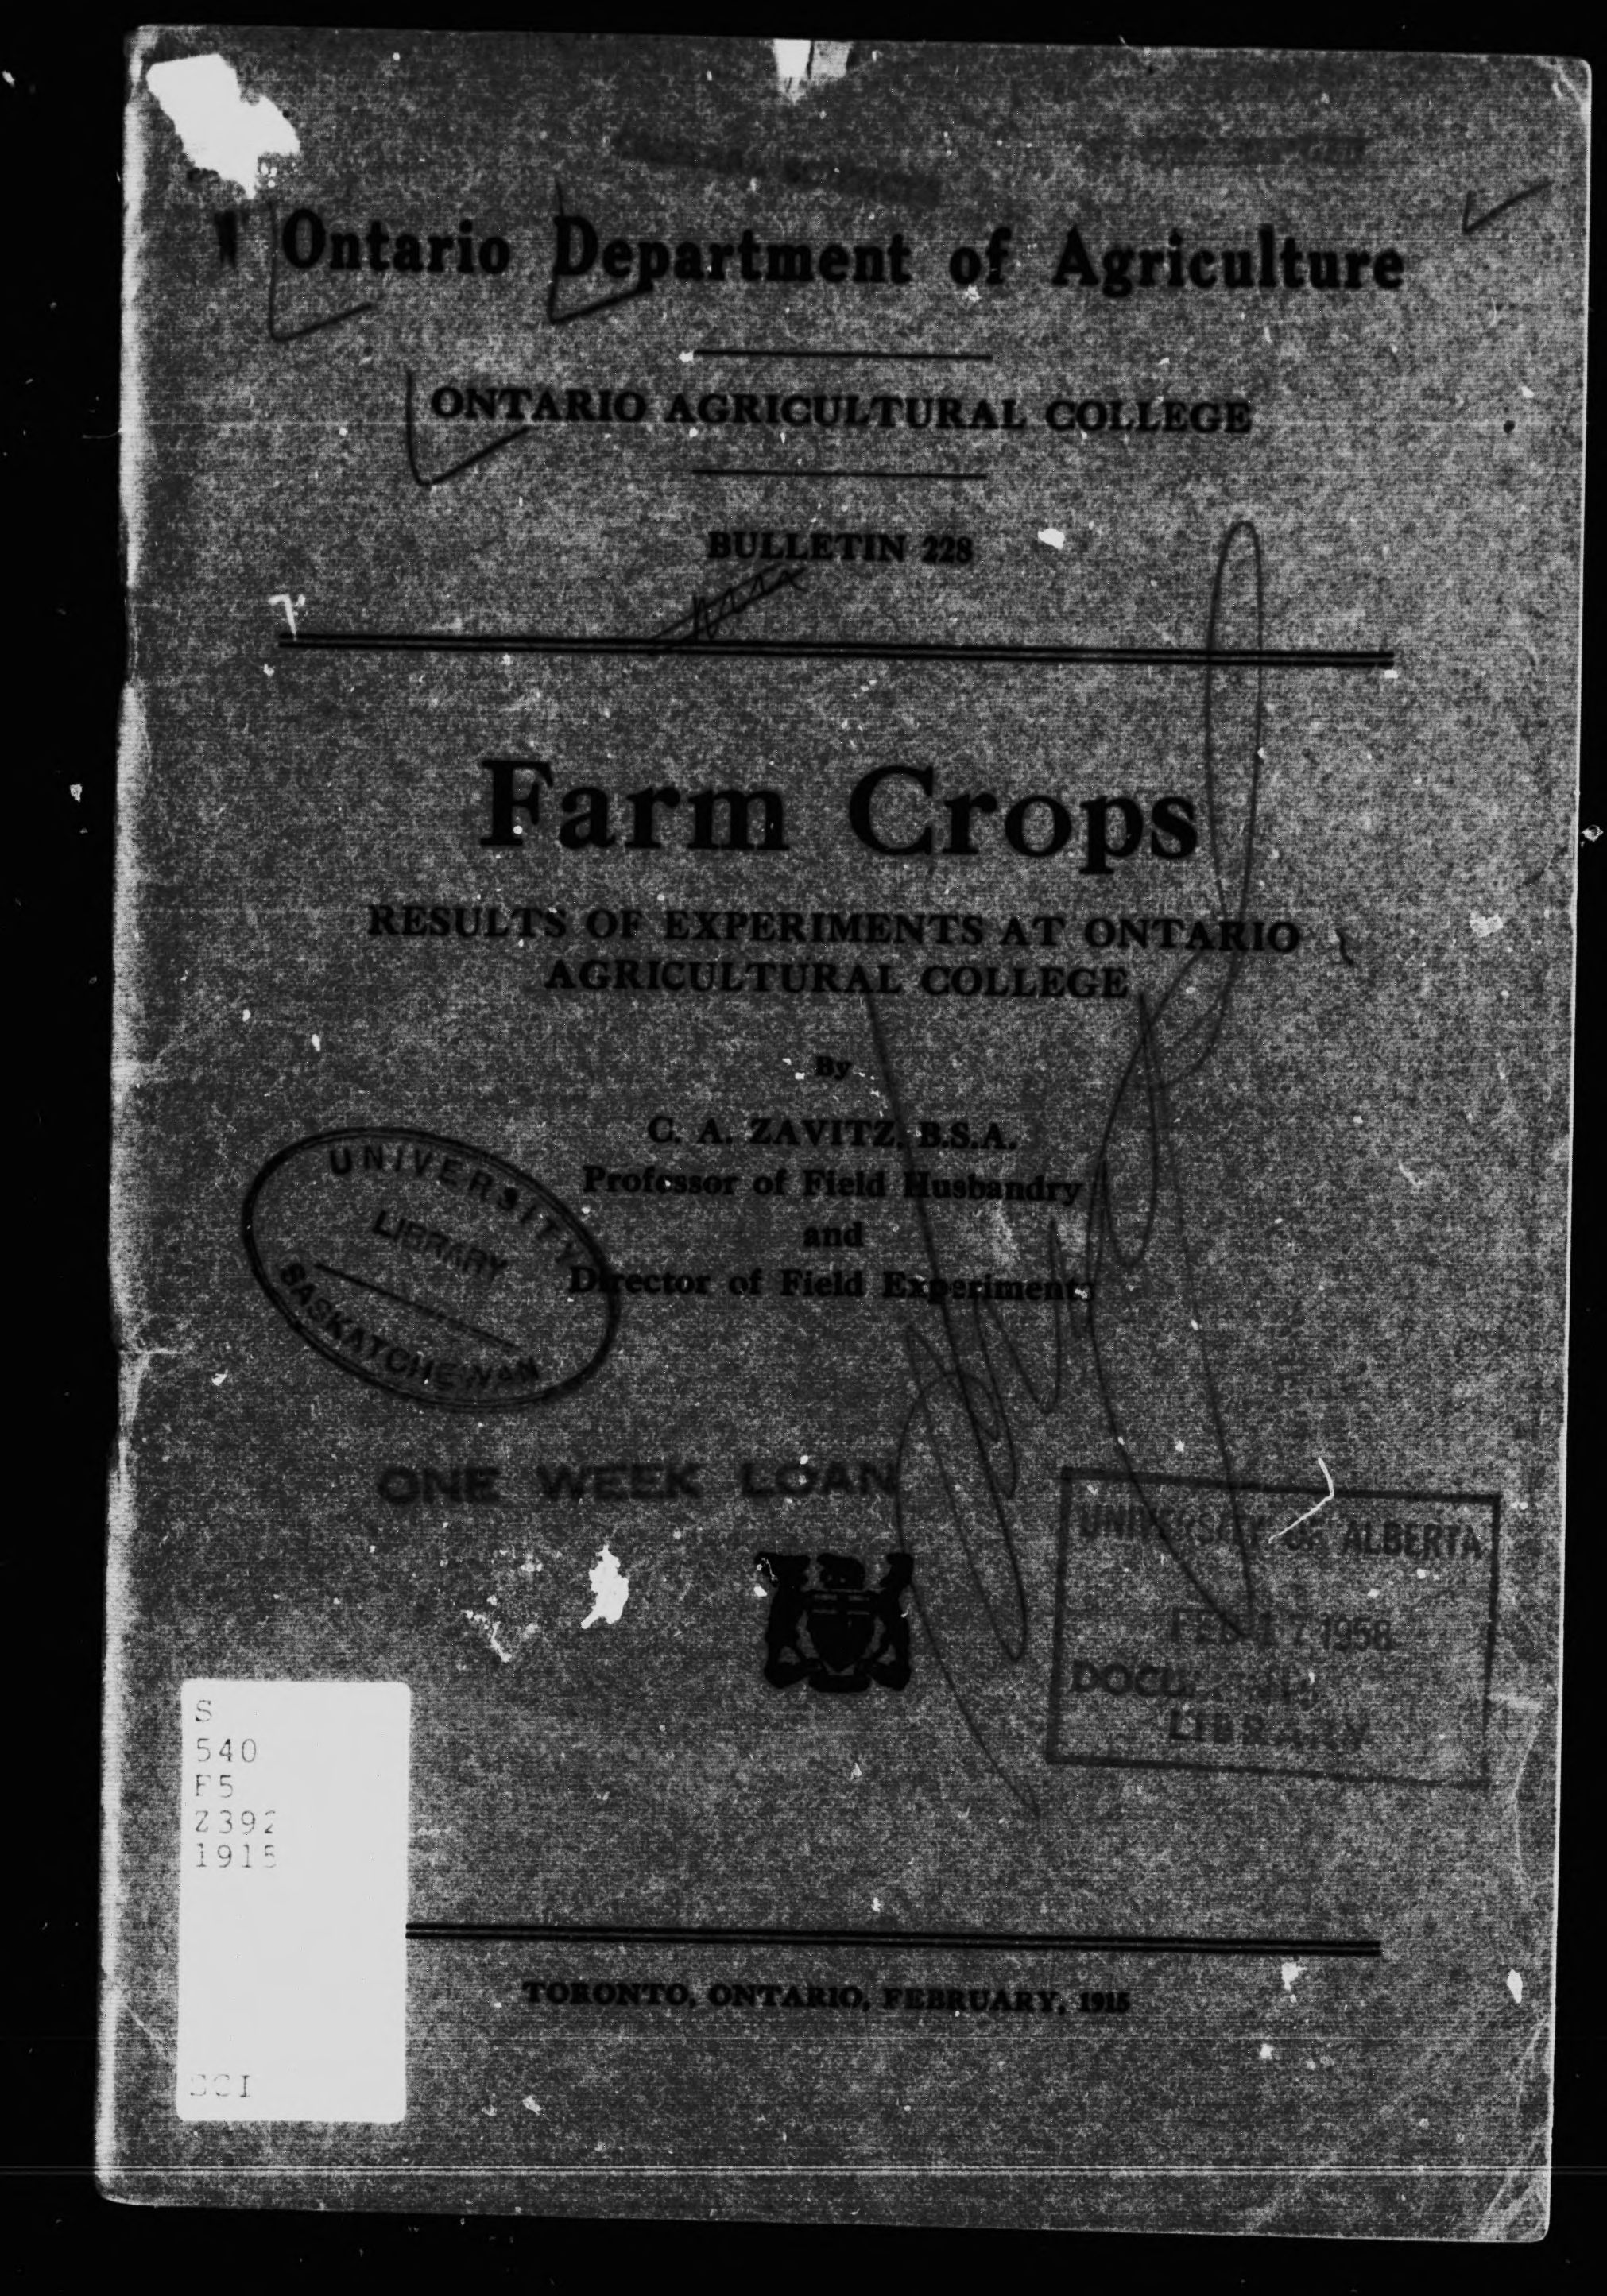 Ontario Department of Agriculture
ONTARIO AGRICULTURAL COLLEGE
BULLETIN 228
Farm Crops
RESULTS OF EXPERIMENTS AT ONTARIO
AGRICULTURAL COLLEGE
By
C. A. ZAVITZ, B.S.A.
Professor of Field Husbandry
and
Director of Field Experiments
UNIVERSITY
LIBRARY
SASKATCHEWAN
ONE WEEK LOAN
UNIVERSITY OF ALBERTA
FEB 17 1958
LIBRARY
S
540
F5
Z392
1915
TORONTO, ONTARIO, FEBRUARY, 1915